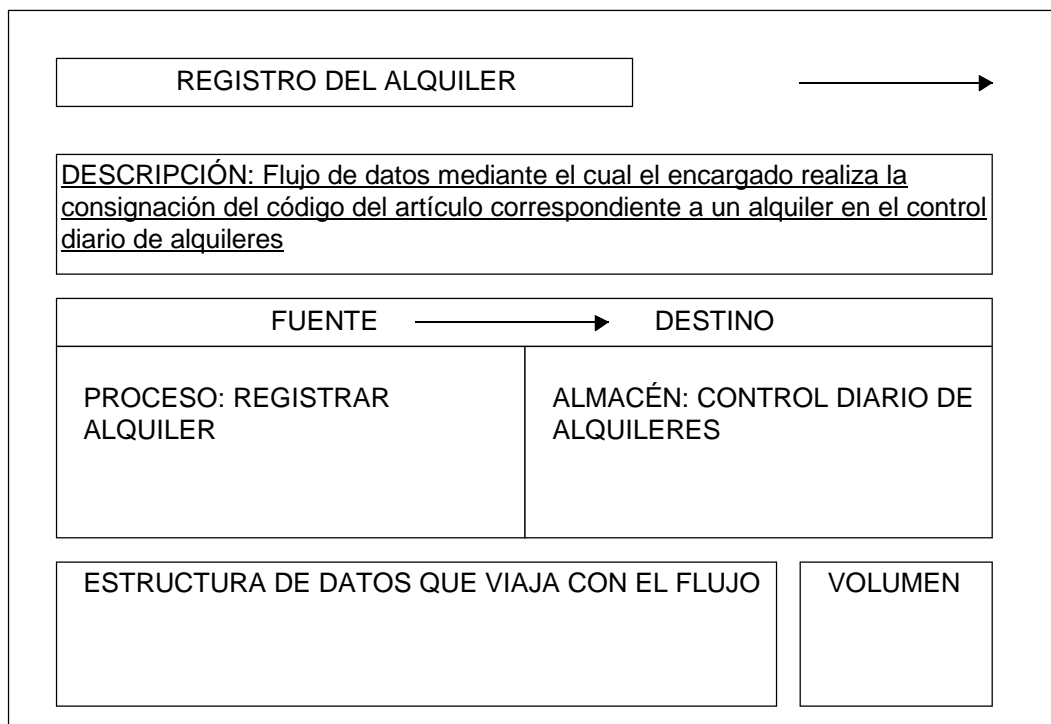 REGISTRO DEL ALQUILER
DESCRIPCIÓN: Flujo de datos mediante el cual el encargado realiza la
consignación del código del artículo correspondiente a un alquiler en el control
diario de alquileres
FUENTE DESTINO
PROCESO: REGISTRAR
ALQUILER
ALMACÉN: CONTROL DIARIO DE
ALQUILERES
ESTRUCTURA DE DATOS QUE VIAJA CON EL FLUJO
VOLUMEN